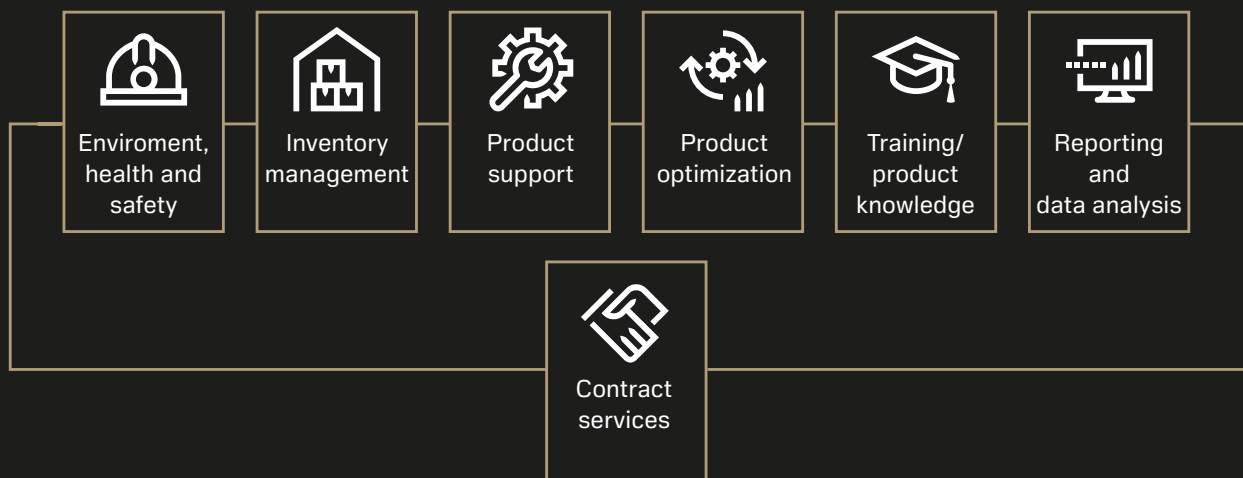 Enviroment,
health and
safety
Inventory
management
Product
support
Product
optimization
Training/
product
knowledge
Reporting
and
data analysis
Contract
services